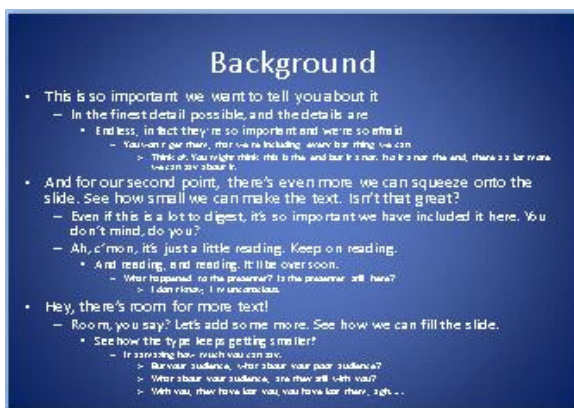 Background
• This is so important we want to tell you about it
– In the finest detail possible, and the details are
• Endless, in fact they're so important and we're so afraid
– You won't get them, that we're including every last thing we can
➢ Think of. You might think this is the end but it's not. No it's not the end, there's a lot more
we can say about it.
• And for our second point, there's even more we can squeeze onto the
slide. See how small we can make the text. Isn't that great?
– Even if this is a lot to digest, it's so important we have included it here. You
don't mind, do you?
– Ah, c'mon, it's just a little reading. Keep on reading.
• And reading, and reading. It'll be over soon.
– What happened to the presenter? Is the presenter still here?
➢ I don't know, I'm unconscious.
• Hey, there's room for more text!
– Room, you say? Let's add some more. See how we can fill the slide.
• See how the type keeps getting smaller?
– It's amazing how much you can say.
➢ But your audience, what about your poor audience?
➢ What about your audience, are they still with you?
➢ With you, they have lost you, you have lost them, ugh....